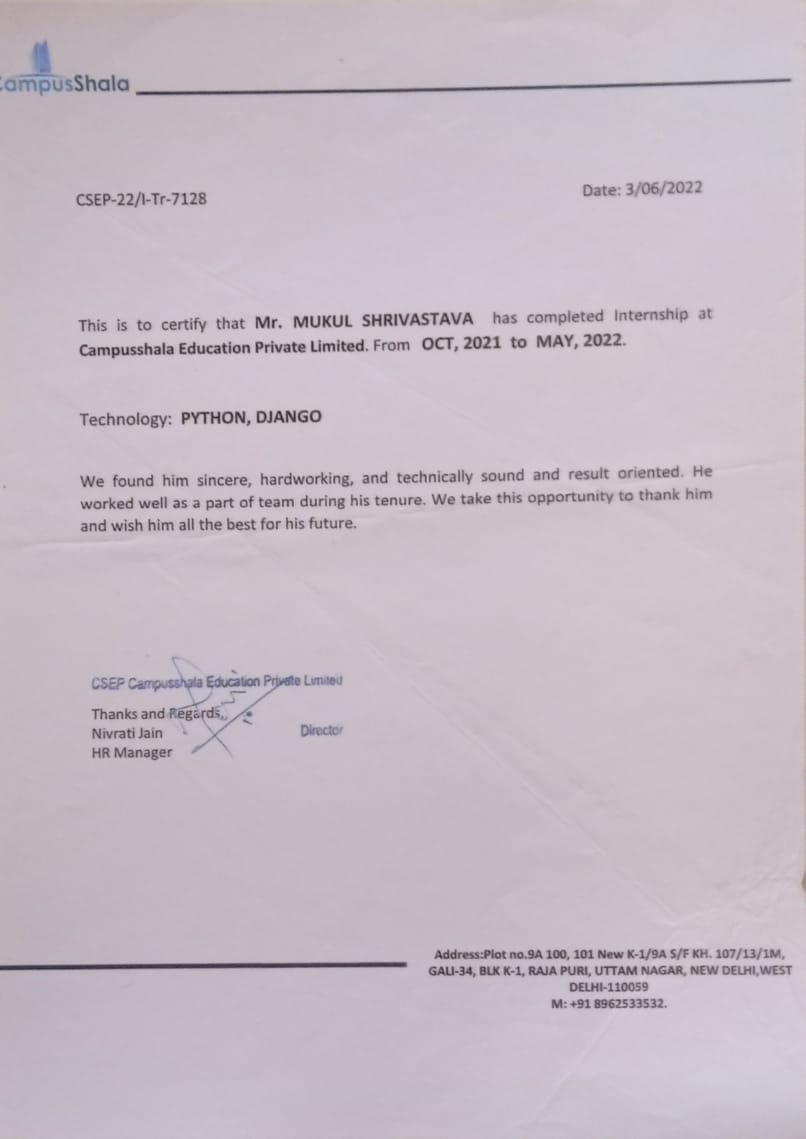 CampusShala
CSEP-22/I-Tr-7128
Date: 3/06/2022
This is to certify that Mr. MUKUL SHRIVASTAVA has completed Internship at
Campusshala Education Private Limited. From OCT, 2021 to MAY, 2022.
Technology: PYTHON, DJANGO
We found him sincere, hardworking, and technically sound and result oriented. He
worked well as a part of team during his tenure. We take this opportunity to thank him
and wish him all the best for his future.
CSEP Campusshala Education Private Limited
Thanks and Regards,
Nivrati Jain
Director
HR Manager
Address:Plot no.9A 100, 101 New K-1/9A S/F KH. 107/13/1M,
GALI-34, BLK K-1, RAJA PURI, UTTAM NAGAR, NEW DELHI,WEST
DELHI-110059
M: +91 8962533532.